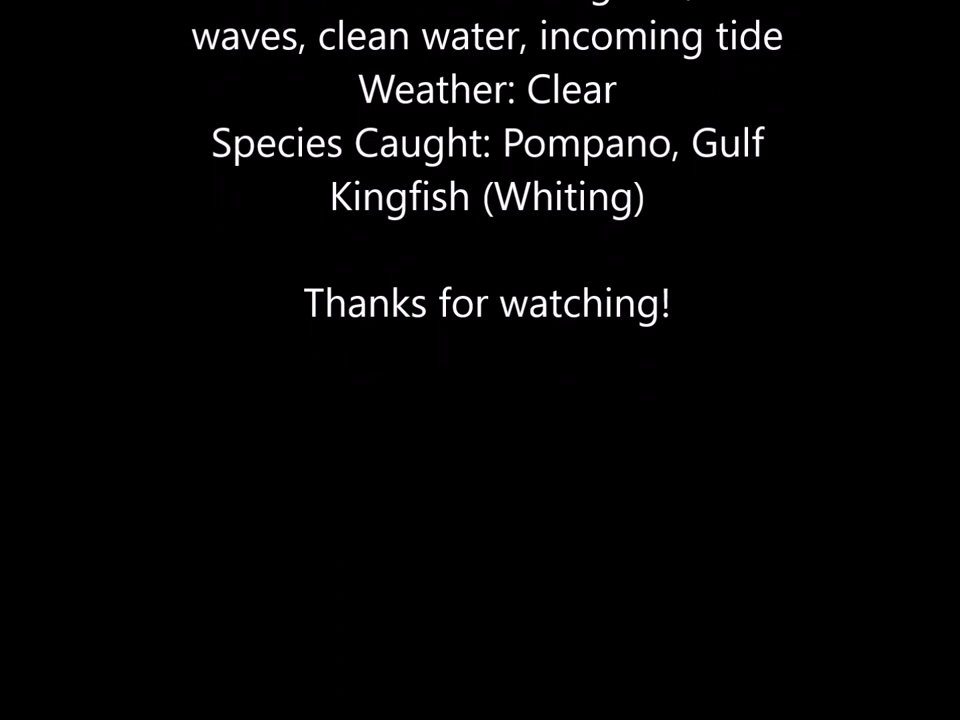 waves, clean water, incoming tide
Weather: Clear
Species Caught: Pompano, Gulf
Kingfish (Whiting)
Thanks for watching!